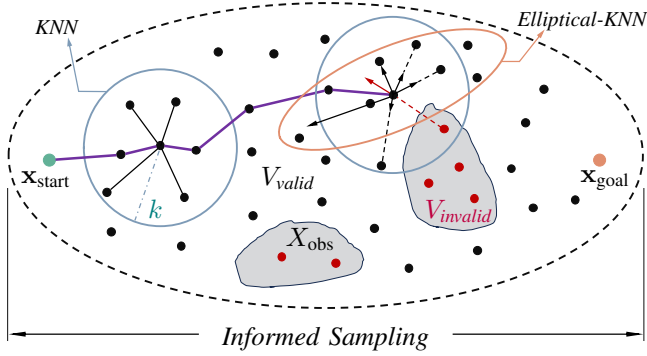 KNN
Elliptical-KNN
x_start
V_valid
x_goal
k
V_invalid
X_obs
Informed Sampling